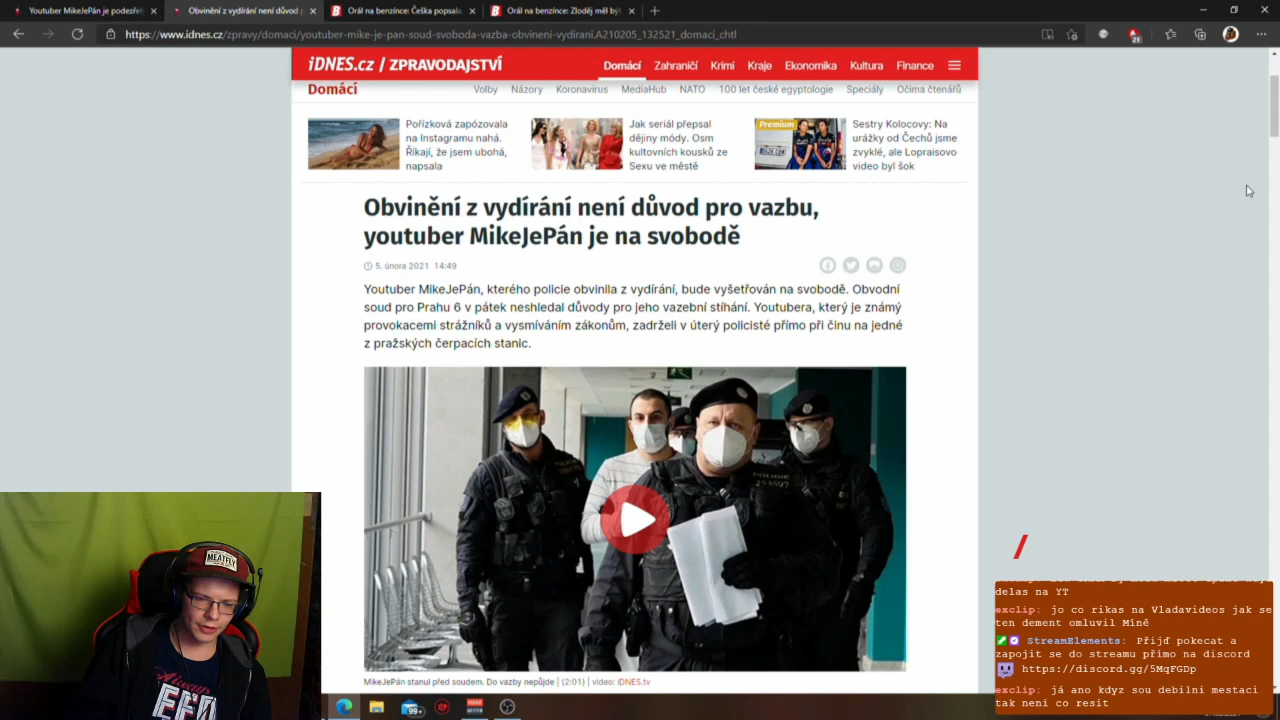 Youtuber MikeJePán je podezřel
Obvinění z vydírání není důvod p
Orál na benzínce: Češka popsala
Orál na benzínce: Zloděj měl být
https://www.idnes.cz/zpravy/domaci/youtuber-mike-je-pan-soud-svoboda-vazba-obvineni-vydirani.A210205_132521_domaci_chtl
21
iDNES.cz / ZPRAVODAJSTVÍ
Domácí Zahraničí Krimi Kraje Ekonomika Kultura Finance
Domácí
Volby Názory Koronavirus MediaHub NATO 100 let české egyptologie Speciály Očima čtenářů
Pořízková zapózovala
na Instagramu nahá.
Říkají, že jsem ubohá,
napsala
Jak seriál přepsal
dějiny módy. Osm
kultovních kousků ze
Sexu ve městě
Premium
Sestry Kolocovy: Na
urážky od Čechů jsme
zvyklé, ale Lopraisovo
video byl šok
Obvinění z vydírání není důvod pro vazbu,
youtuber MikeJePán je na svobodě
5. února 2021 14:49
Youtuber MikeJePán, kterého policie obvinila z vydírání, bude vyšetřován na svobodě. Obvodní
soud pro Prahu 6 v pátek neshledal důvody pro jeho vazební stíhání. Youtubera, který je známý
provokacemi strážníků a vysmíváním zákonům, zadrželi v úterý policisté přímo při činu na jedné
z pražských čerpacích stanic.
MikeJePán stanul před soudem. Do vazby nepůjde | (2:01) | video: iDNES.tv
MEATFLY
Always
/
delas na YT
exclip: jo co rikas na Vladavideos jak se
ten dement omluvil Míně
StreamElements: Přijď pokecat a
zapojit se do streamu přímo na discord
https://discord.gg/5MqFGDp
exclip: já ano kdyz sou debilni mestaci
tak neni co resit
99+